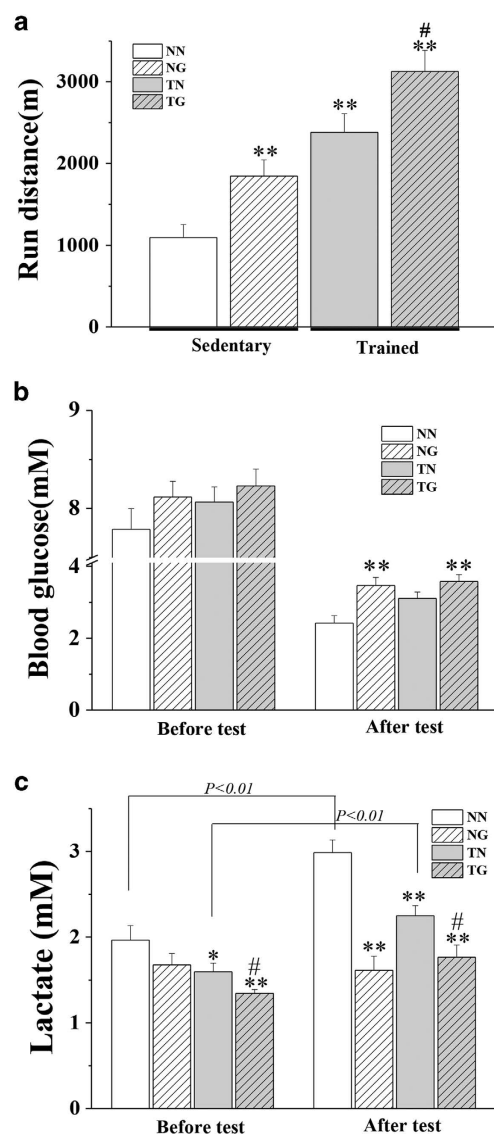 a
NN
NG
TN
TG
#
**
**
**
3000
2000
1000
0
Run distance(m)
Sedentary Trained
b
9
8
4
2
0
Blood glucose(mM)
NN
NG
TN
TG
** **
Before test After test
c
P<0.01
P<0.01
NN
NG
TN
TG
3
2
1
0
Lactate (mM)
* # **
** ** # **
Before test After test